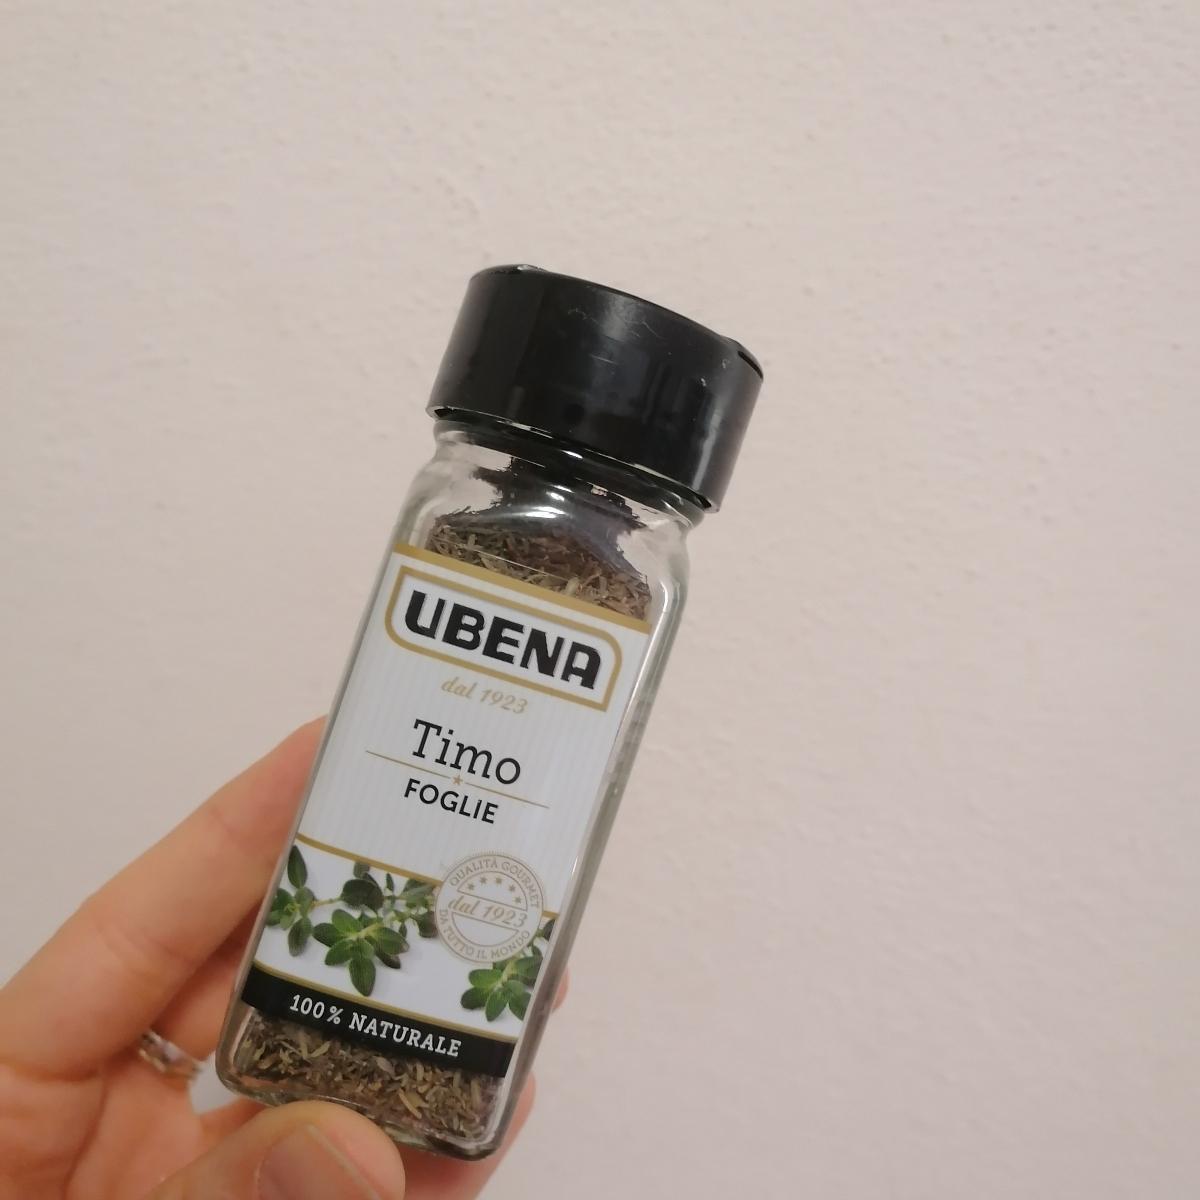 UBENA
dal 1923
Timo
FOGLIE
QUALITÀ GOURMET
dal 1923
DA TUTTO IL MONDO
100% NATURALE